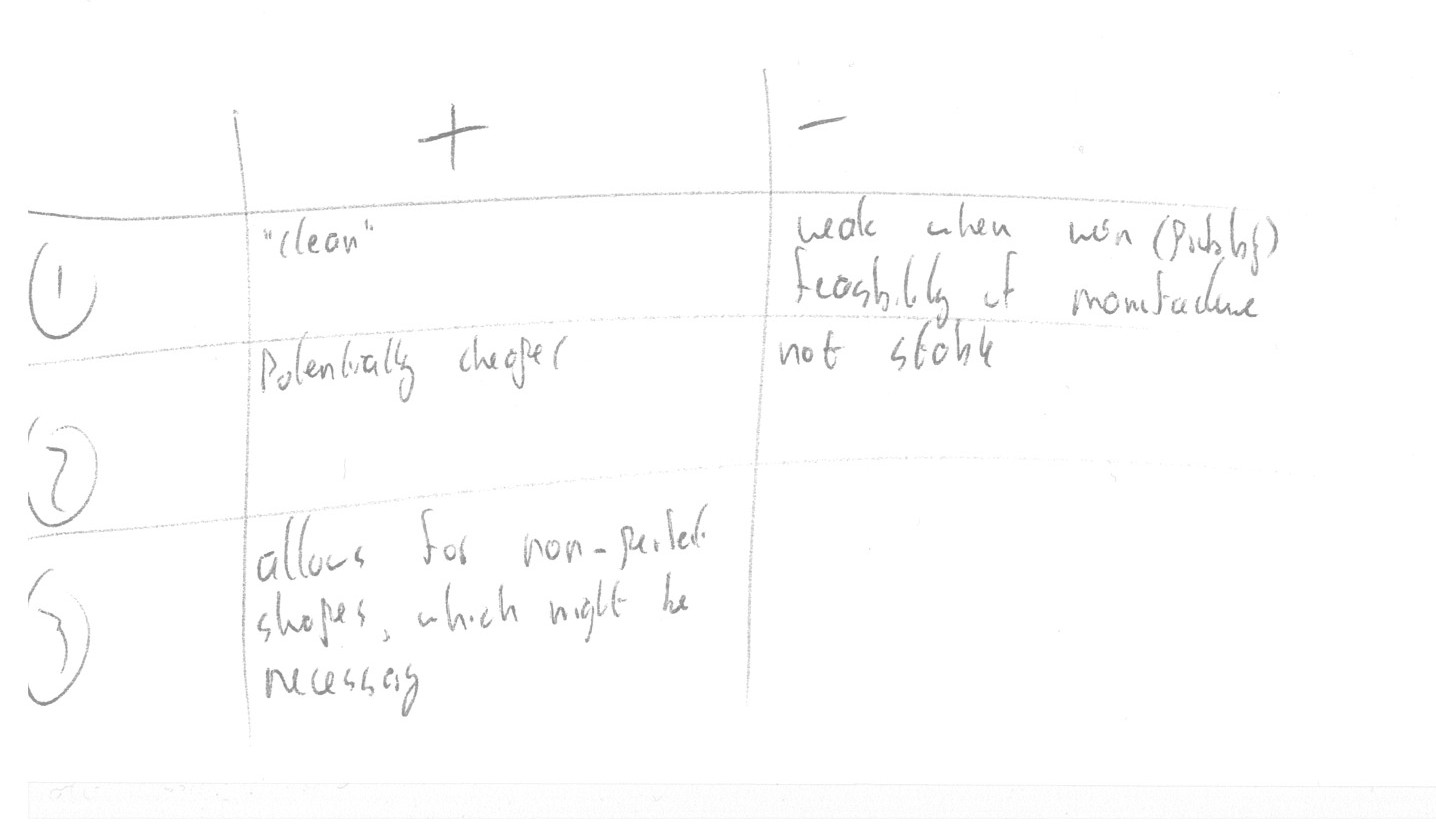 + −
1 "clean" weak when worn (Probably)
feasibility of manufacture
Potentially cheaper not stable
2
3 allows for non-perfect
shapes, which might be
necessary